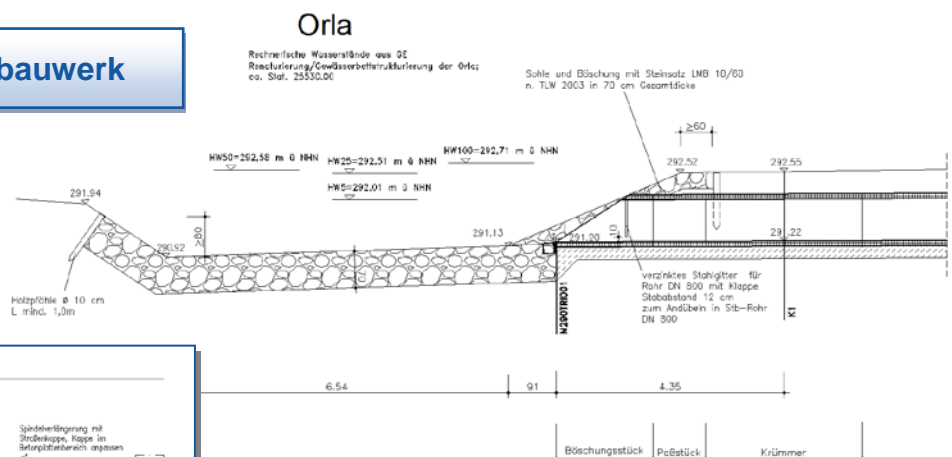 Orla
bauwerk
Rechnerische Wasserstände aus GE
Renaturierung/Gewässerbettstrukturierung der Orla;
ca. Stat. 25530.00
Sohle und Böschung mit Steinsatz LMB 10/60
n. TLW 2003 in 70 cm Gesamtdicke
≥60
HW50=292,58 m ü NHN
HW25=292,51 m ü NHN
HW100=292,71 m ü NHN
HW5=292.01 m ü NHN
292.52
292.55
291.94
≥80
290.92
291.13
291.20
10
291.22
70
Holzpfähle ø 10 cm
L mind. 1,0m
N290TRI001
verzinktes Stahlgitter für
Rohr DN 800 mit Klappe
Stababstand 12 cm
zum Andübeln in Stb-Rohr
DN 800
K1
6.54
91
4.35
Spindelverlängerung mit
Straßenkappe, Kappe im
Betonplattenbereich anpassen
Böschungsstück
Paßstück
Krümmer